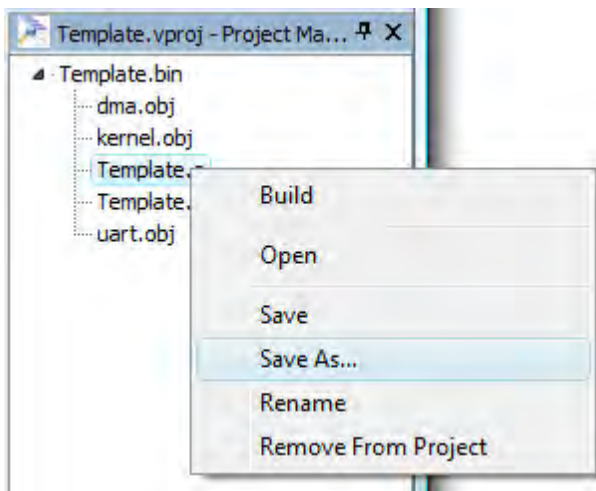 Template.vproj - Project Ma...
Template.bin
dma.obj
kernel.obj
Template.
Template.
uart.obj
Build
Open
Save
Save As...
Rename
Remove From Project